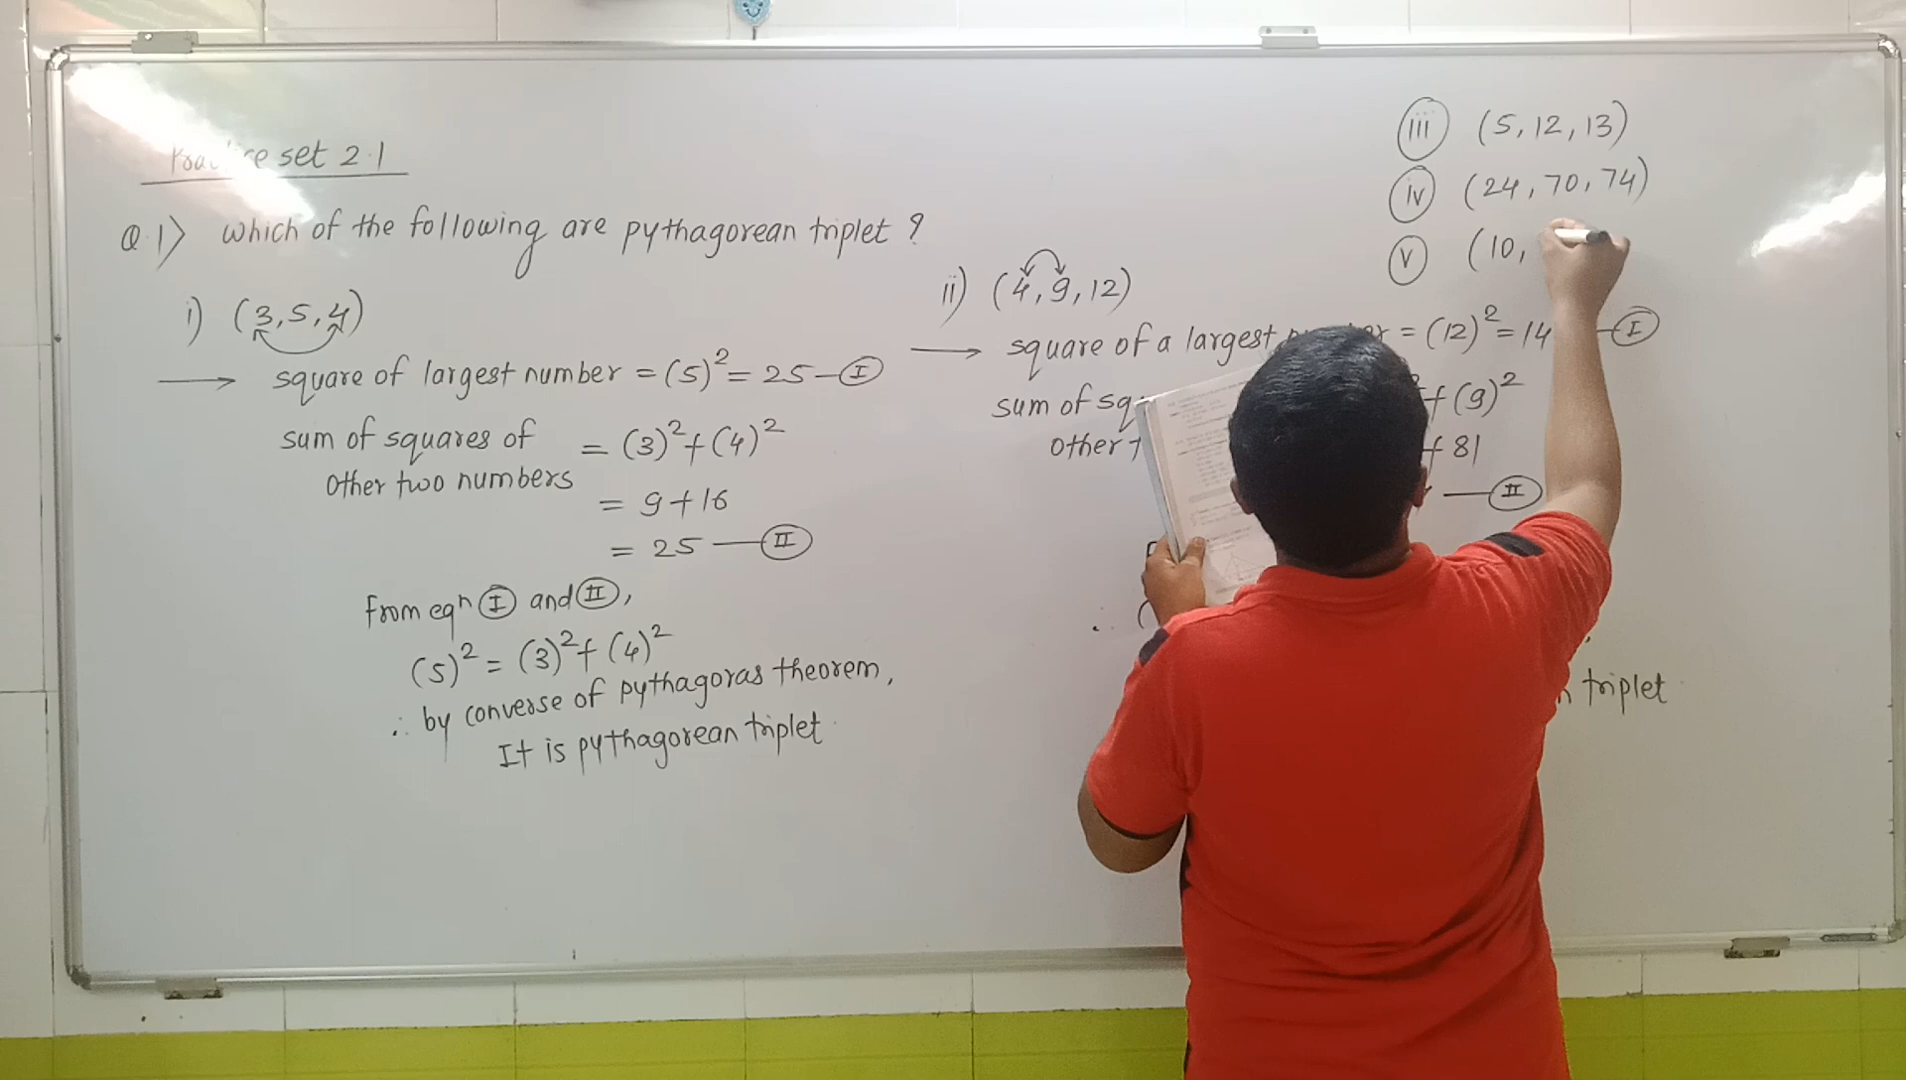 set 2.1
Q.1) which of the following are pythagorean triplet ?
i) (3,5,4)
→ square of largest number = (5)² = 25 — I
sum of squares of = (3)² + (4)²
other two numbers
= 9+16
= 25 — II
from eqn I and II,
(5)² = (3)² + (4)²
∴ by converse of pythagoras theorem,
It is pythagorean triplet
ii) (4,9,12)
→ square of a largest = (12)² = 14 — I
sum of + (9)²
other + 81
— II
∴ (
triplet
iii (5,12,13)
iv (24,70,74)
v (10,